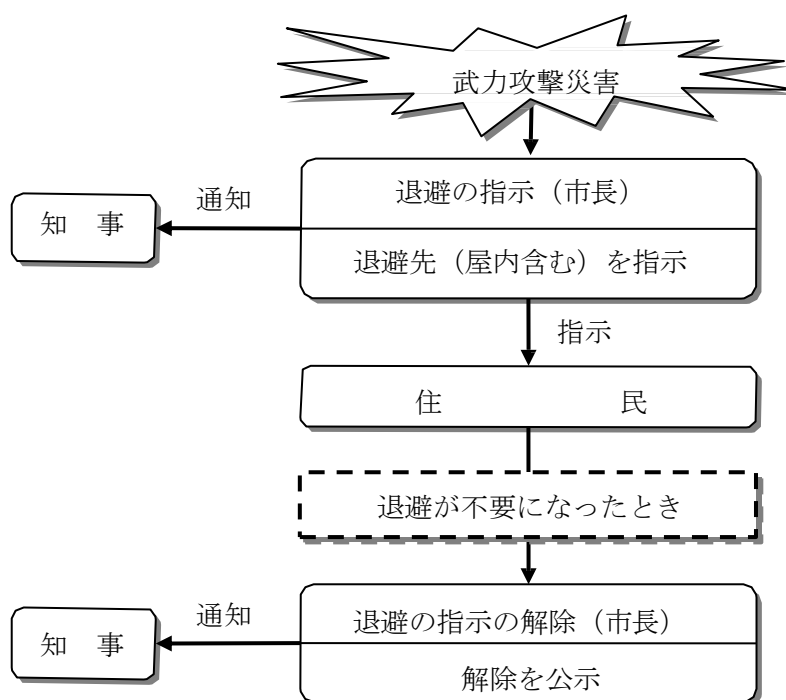 武力攻撃災害
退避の指示（市長）
通知
知　事
退避先（屋内含む）を指示
指示
住　　　　　民
退避が不要になったとき
退避の指示の解除（市長）
通知
知　事
解除を公示